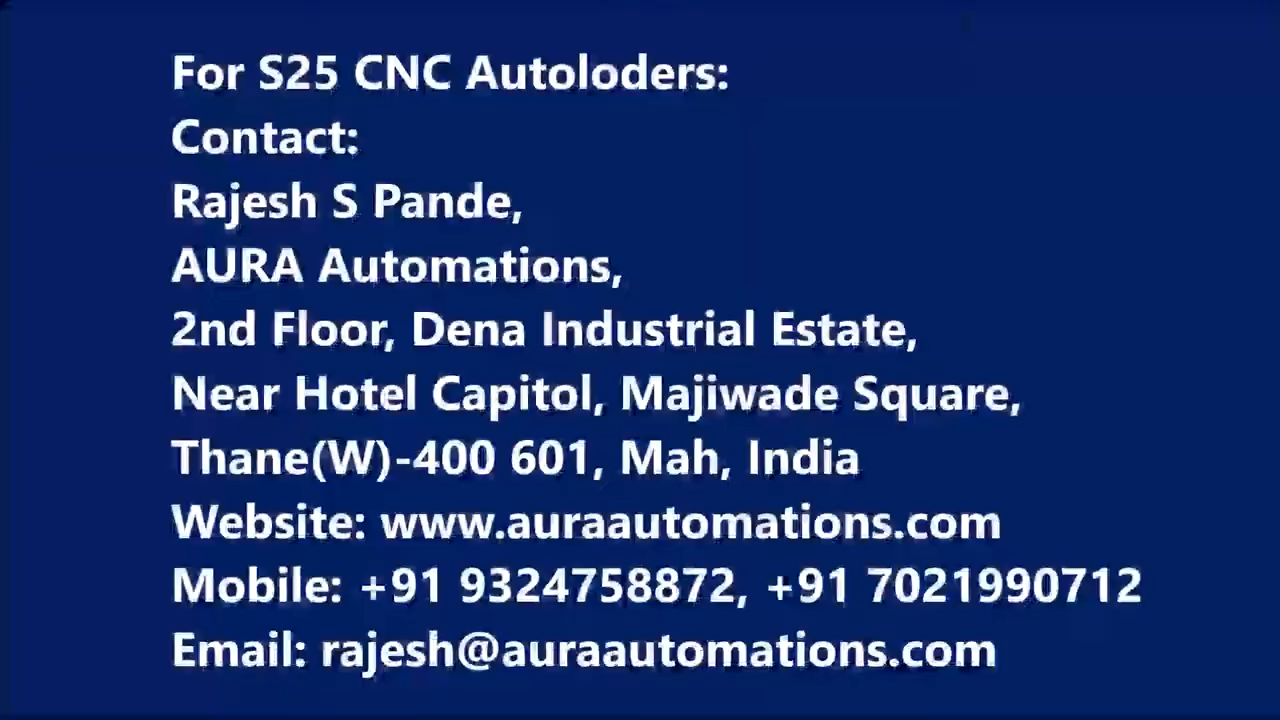 For S25 CNC Autoloders:
Contact:
Rajesh S Pande,
AURA Automations,
2nd Floor, Dena Industrial Estate,
Near Hotel Capitol, Majiwade Square,
Thane(W)-400 601, Mah, India
Website: www.auraautomations.com
Mobile: +91 9324758872, +91 7021990712
Email: rajesh@auraautomations.com